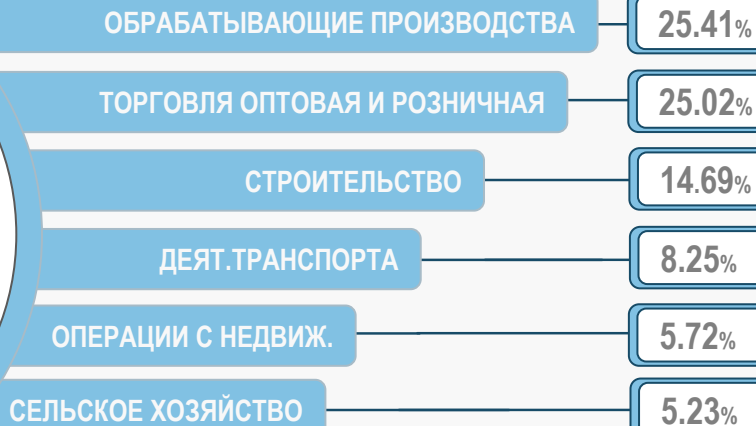 ОБРАБАТЫВАЮЩИЕ ПРОИЗВОДСТВА 25.41%
ТОРГОВЛЯ ОПТОВАЯ И РОЗНИЧНАЯ 25.02%
СТРОИТЕЛЬСТВО 14.69%
ДЕЯТ.ТРАНСПОРТА 8.25%
ОПЕРАЦИИ С НЕДВИЖ. 5.72%
СЕЛЬСКОЕ ХОЗЯЙСТВО 5.23%